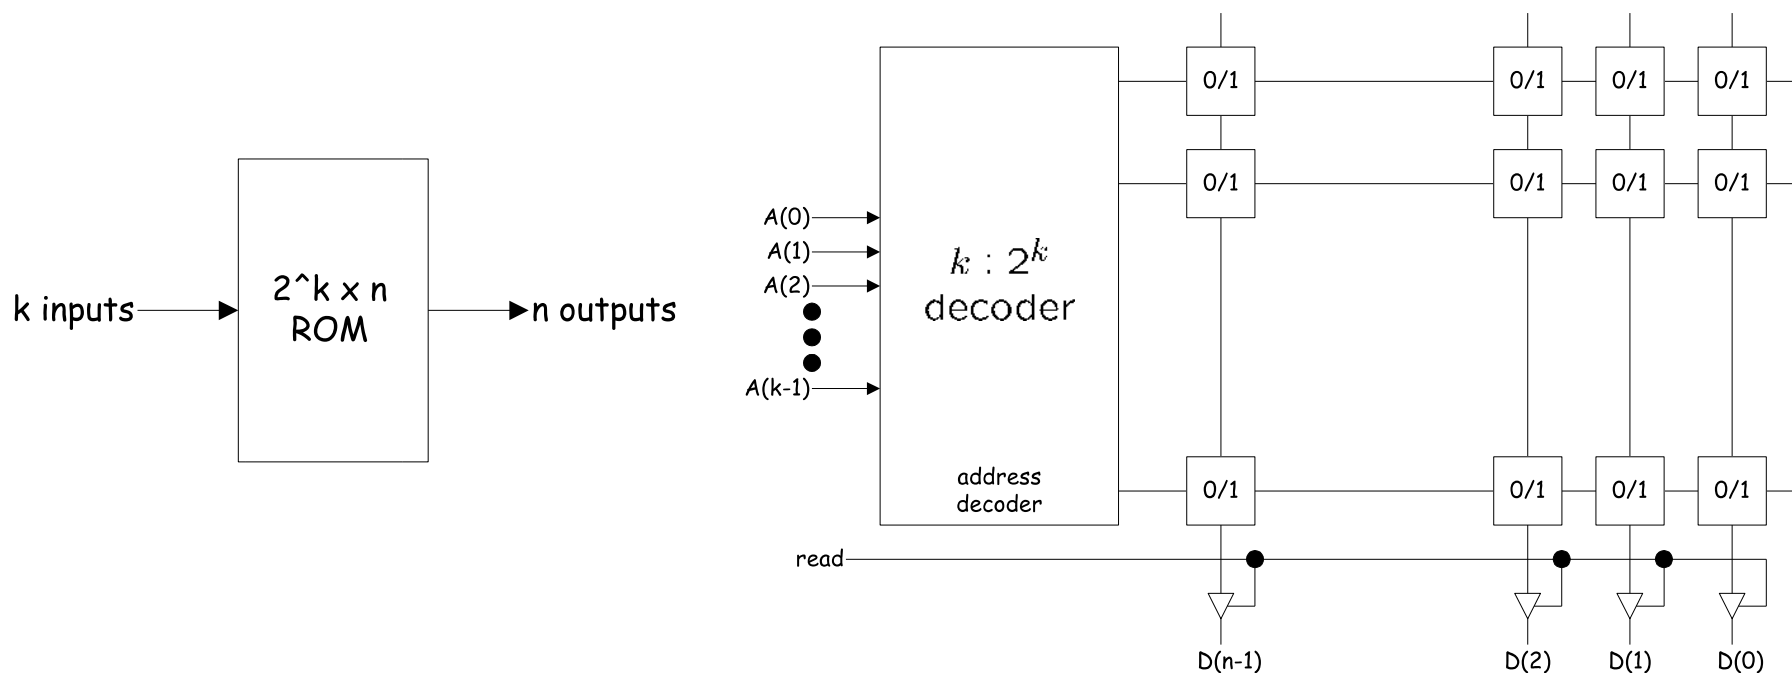 k inputs
2^k x n
ROM
n outputs
A(0)
A(1)
A(2)
A(k-1)
k : 2^k
decoder
address
decoder
0/1 0/1 0/1 0/1
0/1 0/1 0/1 0/1
0/1 0/1 0/1 0/1
read
D(n-1) D(2) D(1) D(0)